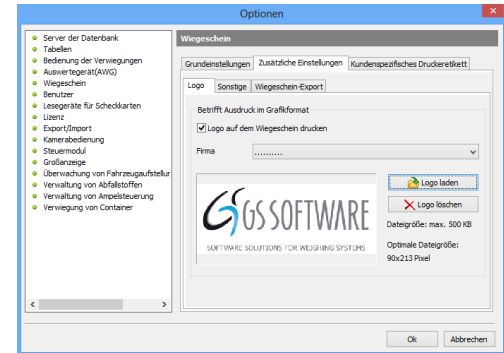 Optionen
Server der Datenbank
Tabellen
Bedienung der Verwiegungen
Auswertegerät(AWG)
Wiegeschein
Benutzer
Lesegeräte für Scheckkarten
Lizenz
Export/Import
Kamerabedienung
Steuermodul
Großanzeige
Überwachung von Fahrzeugaufstellur
Verwaltung von Abfallstoffen
Verwaltung von Ampelsteuerung
Verwiegung von Container
Wiegeschein
Grundeinstellungen Zusätzliche Einstellungen Kundenspezifisches Druckeretikett
Logo Sonstige Wiegeschein-Export
Betrifft Ausdruck im Grafikformat
Logo auf dem Wiegeschein drucken
Firma ..........
Logo laden
Logo löschen
Dateigröße: max. 500 KB
Optimale Dateigröße:
90x213 Pixel
GS SOFTWARE
SOFTWARE SOLUTIONS FOR WEIGHING SYSTEMS
Ok Abbrechen